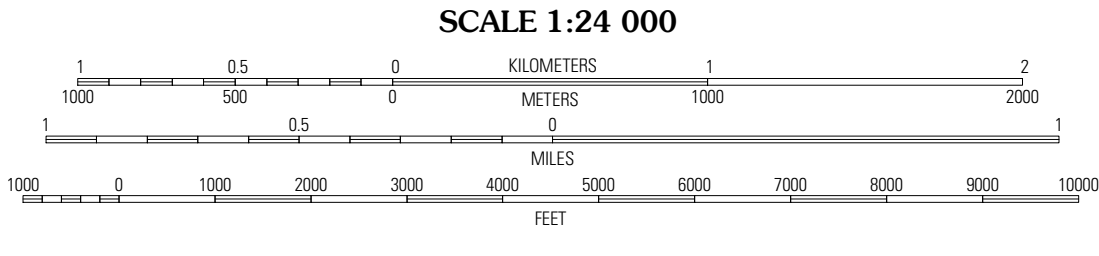 SCALE 1:24 000
1 0.5 0 KILOMETERS 1 2
1000 500 0 METERS 1000 2000
1 0.5 0 1
MILES
1000 0 1000 2000 3000 4000 5000 6000 7000 8000 9000 10000
FEET